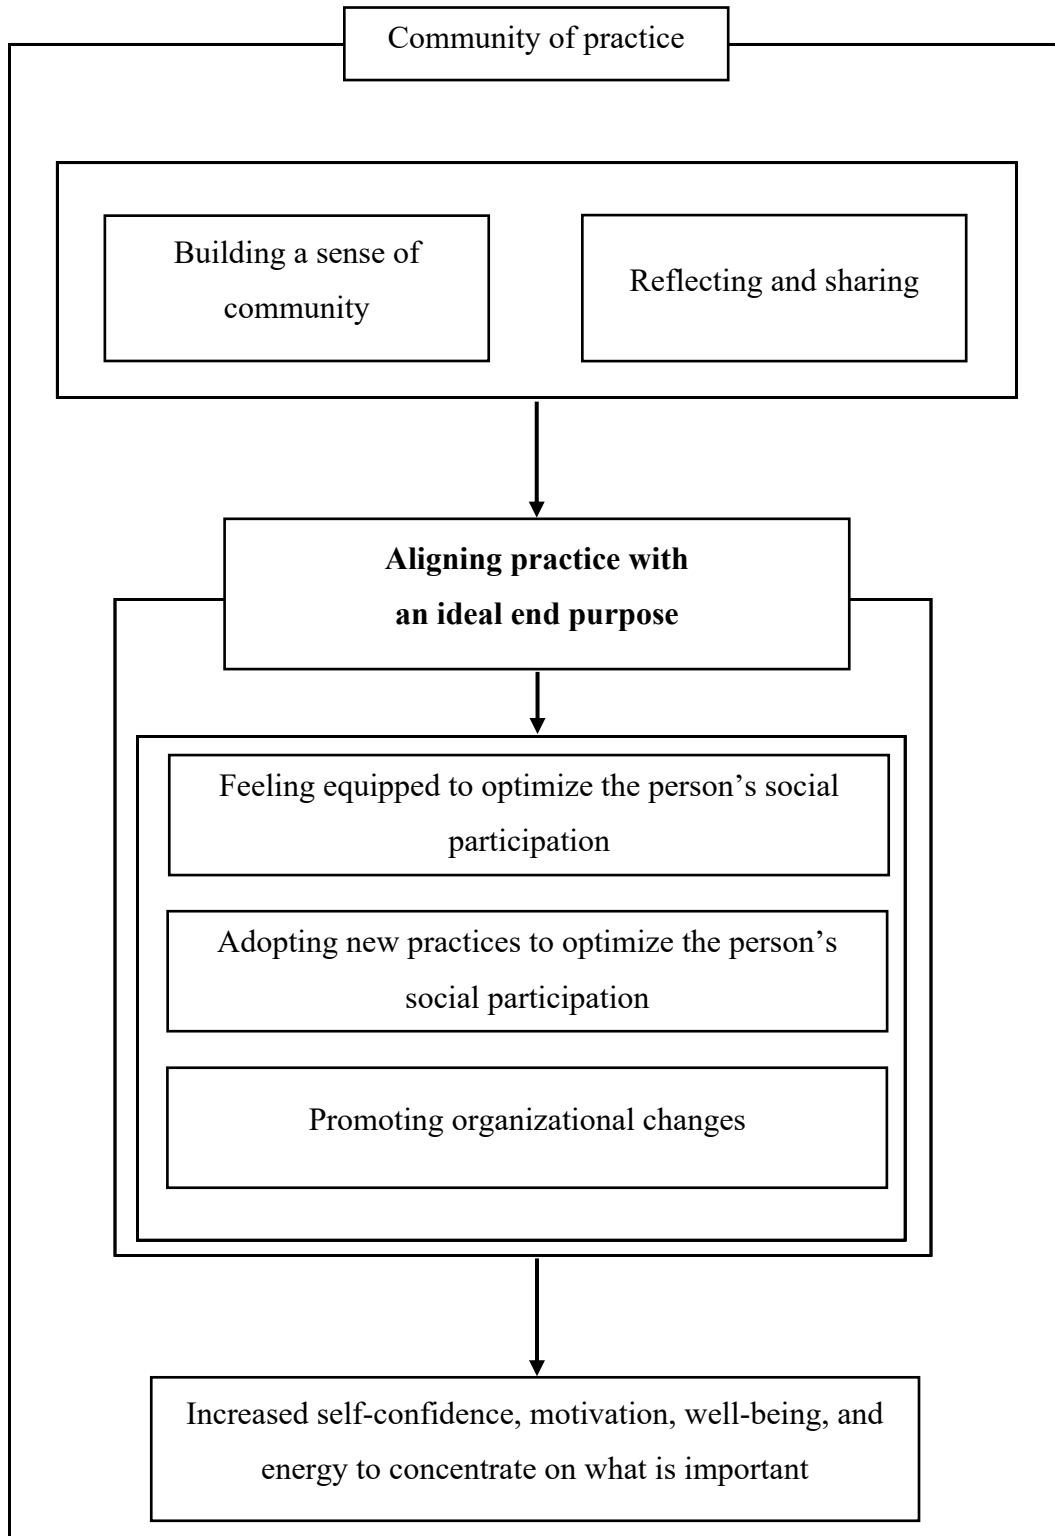 Community of practice
Building a sense of
community
Reflecting and sharing
Aligning practice with
an ideal end purpose
Feeling equipped to optimize the person’s social
participation
Adopting new practices to optimize the person’s
social participation
Promoting organizational changes
Increased self-confidence, motivation, well-being, and
energy to concentrate on what is important